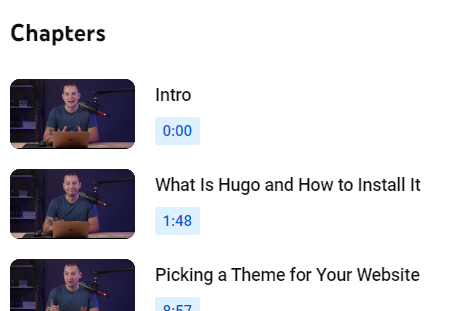 Chapters
Intro
0:00
What Is Hugo and How to Install It
1:48
Picking a Theme for Your Website
8:57